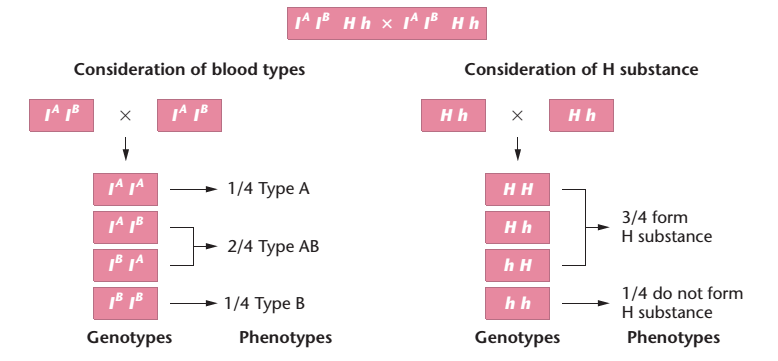 I^A I^B H h × I^A I^B H h
Consideration of blood types
Consideration of H substance
I^A I^B × I^A I^B
H h × H h
I^A I^A
1/4 Type A
I^A I^B
I^B I^A
2/4 Type AB
I^B I^B
1/4 Type B
Genotypes
Phenotypes
H H
H h
h H
3/4 form
H substance
h h
1/4 do not form
H substance
Genotypes
Phenotypes